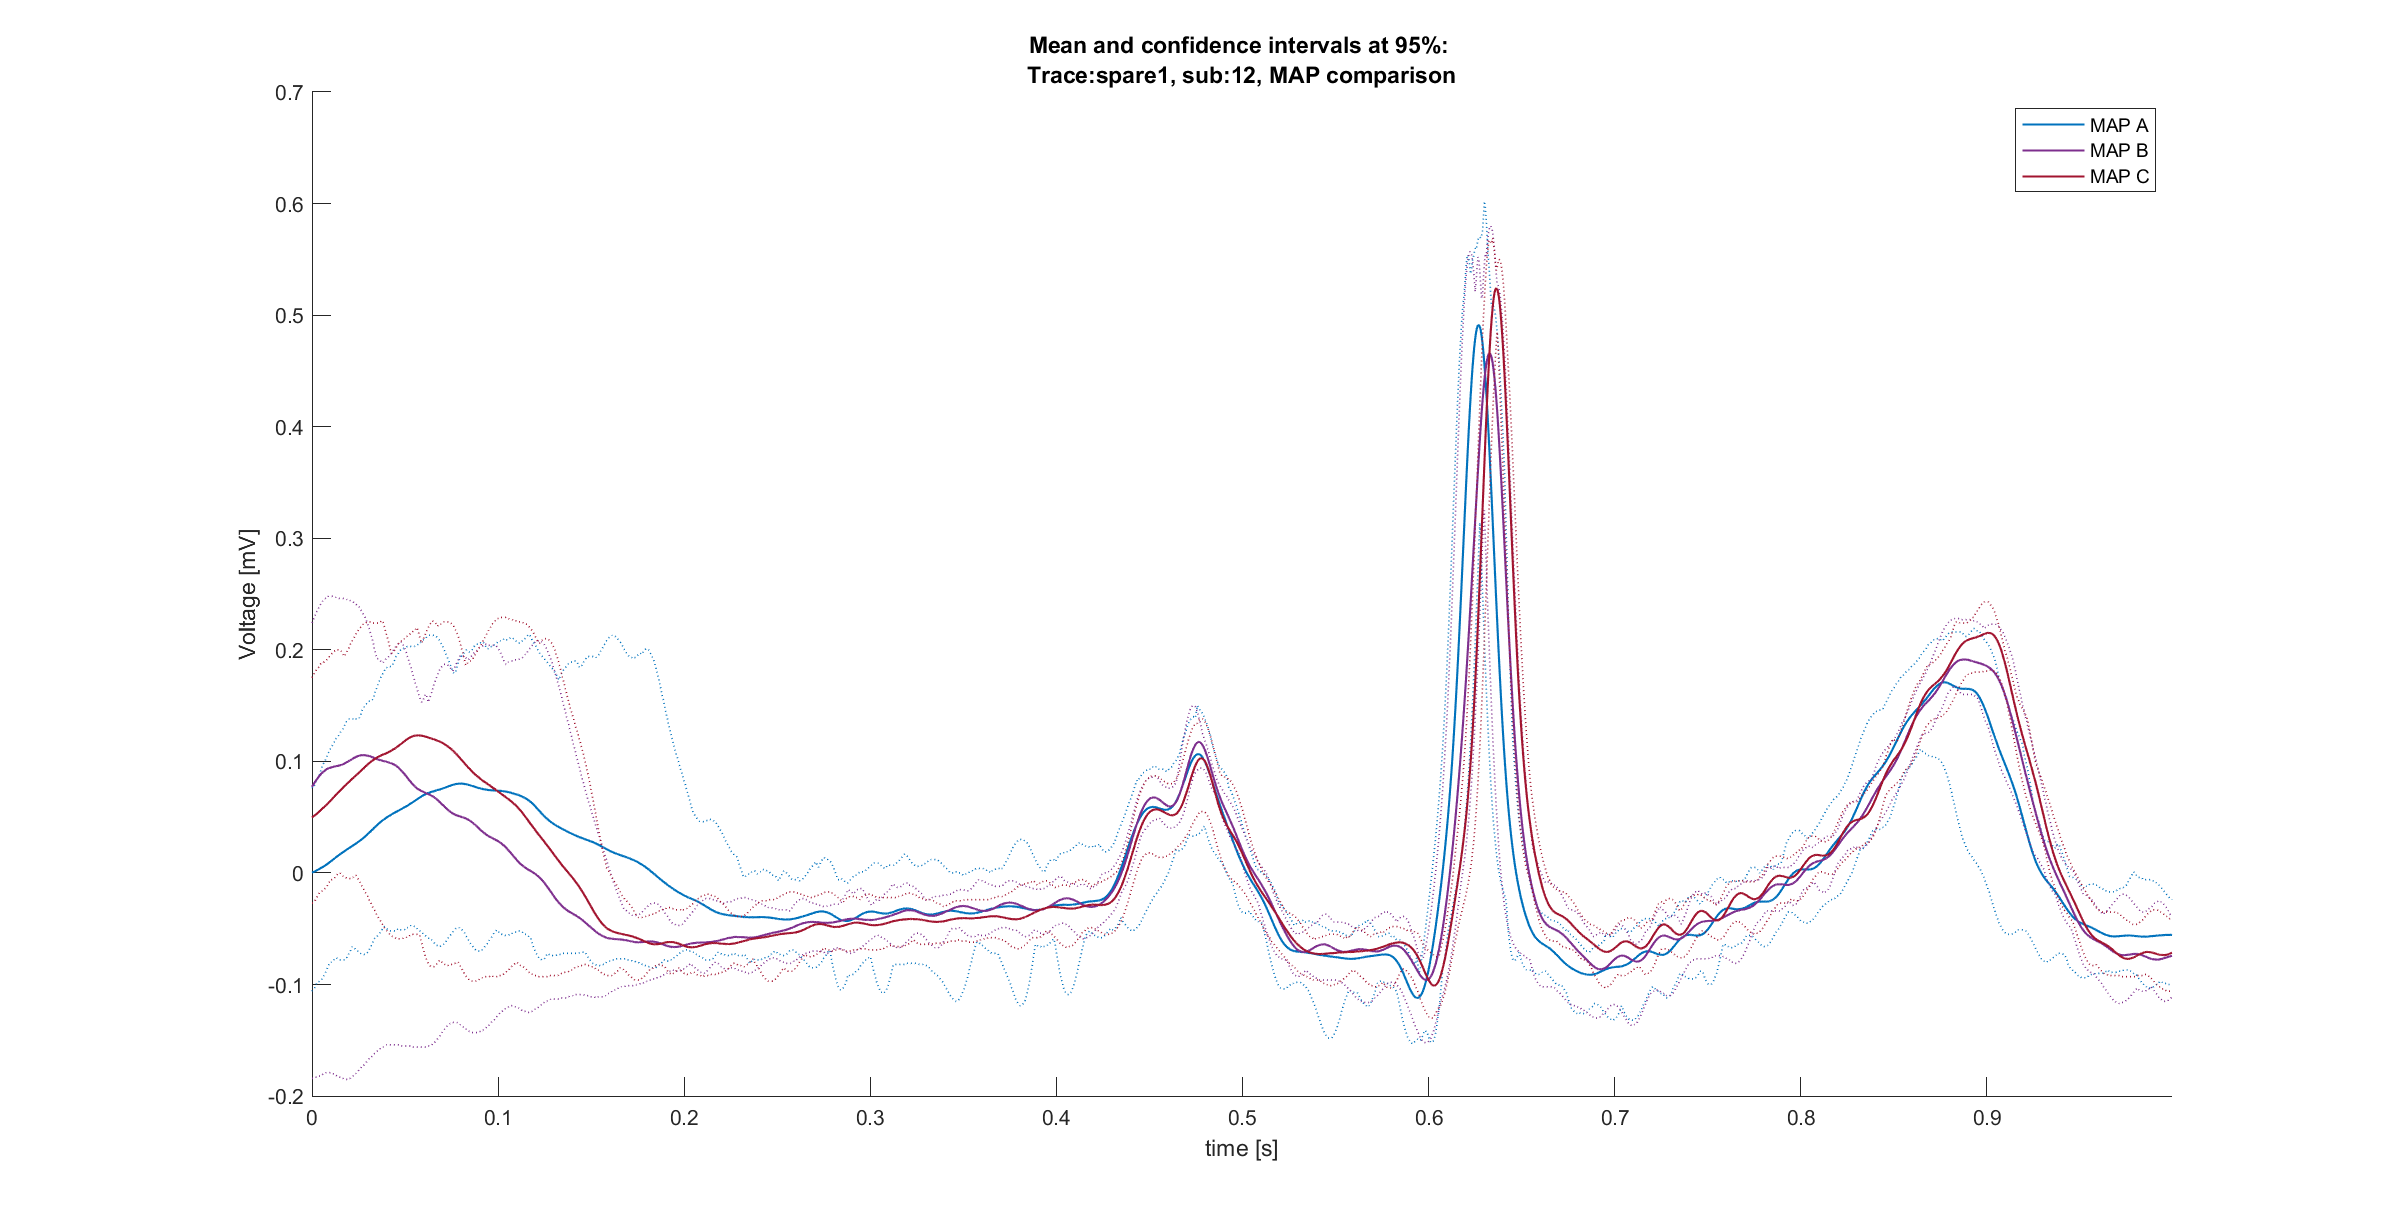 Mean and confidence intervals at 95%:
Trace:spare1, sub:12, MAP comparison
MAP A
MAP B
MAP C
Voltage [mV]
0.7
0.6
0.5
0.4
0.3
0.2
0.1
0
-0.1
-0.2
0
0.1
0.2
0.3
0.4
0.5
0.6
0.7
0.8
0.9
time [s]